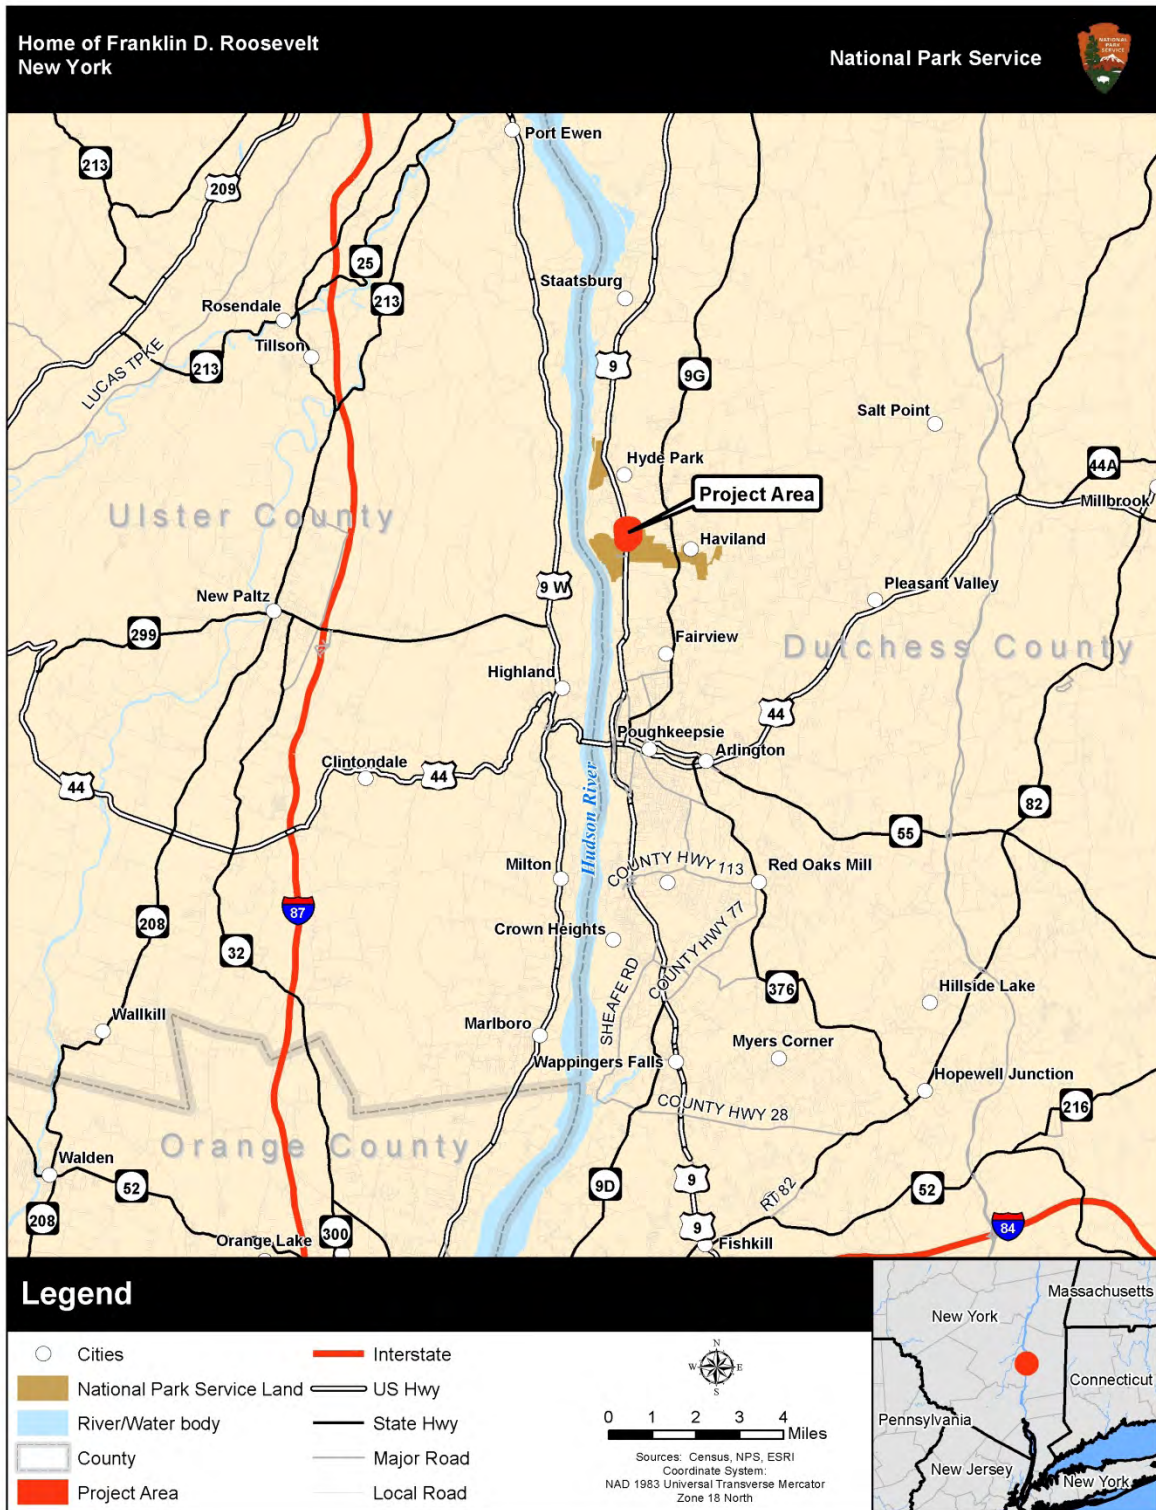 Home of Franklin D. Roosevelt
New York
National Park Service
NATIONAL
PARK
SERVICE
Port Ewen
213
209
25
Staatsburg
213
Rosendale
Tillson
9
LUCAS TPKE
213
9G
Salt Point
Hyde Park
44A
Millbrook
Project Area
Ulster County
Haviland
9 W
Pleasant Valley
New Paltz
299
Fairview
Dutchess County
Highland
44
Poughkeepsie
Arlington
Clintondale
44
44
82
Hudson River
55
Milton
COUNTY HWY 113
Red Oaks Mill
87
208
COUNTY HWY 77
Crown Heights
32
SHEAFE RD
376
Hillside Lake
Wallkill
Marlboro
Myers Corner
Wappingers Falls
Hopewell Junction
COUNTY HWY 28
216
Orange County
Walden
52
9D
9
RT 82
52
208
300
Orange Lake
9
84
Fishkill
Legend
Cities
National Park Service Land
River/Water body
County
Project Area
Interstate
US Hwy
State Hwy
Major Road
Local Road
N
W E
S
0 1 2 3 4
Miles
Sources: Census, NPS, ESRI
Coordinate System:
NAD 1983 Universal Transverse Mercator
Zone 18 North
Massachusetts
New York
Connecticut
Pennsylvania
New Jersey
New York